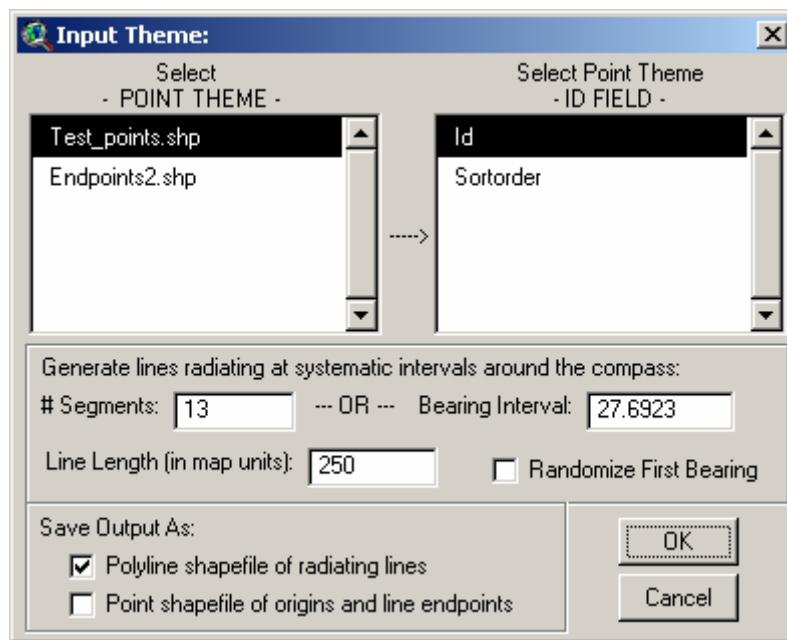 Input Theme:
Select
- POINT THEME -
Select Point Theme
- ID FIELD -
Test_points.shp
Endpoints2.shp
----->
Id
Sortorder
Generate lines radiating at systematic intervals around the compass:
# Segments: 13 --- OR --- Bearing Interval: 27.6923
Line Length (in map units): 250 Randomize First Bearing
Save Output As:
Polyline shapefile of radiating lines
Point shapefile of origins and line endpoints
OK
Cancel